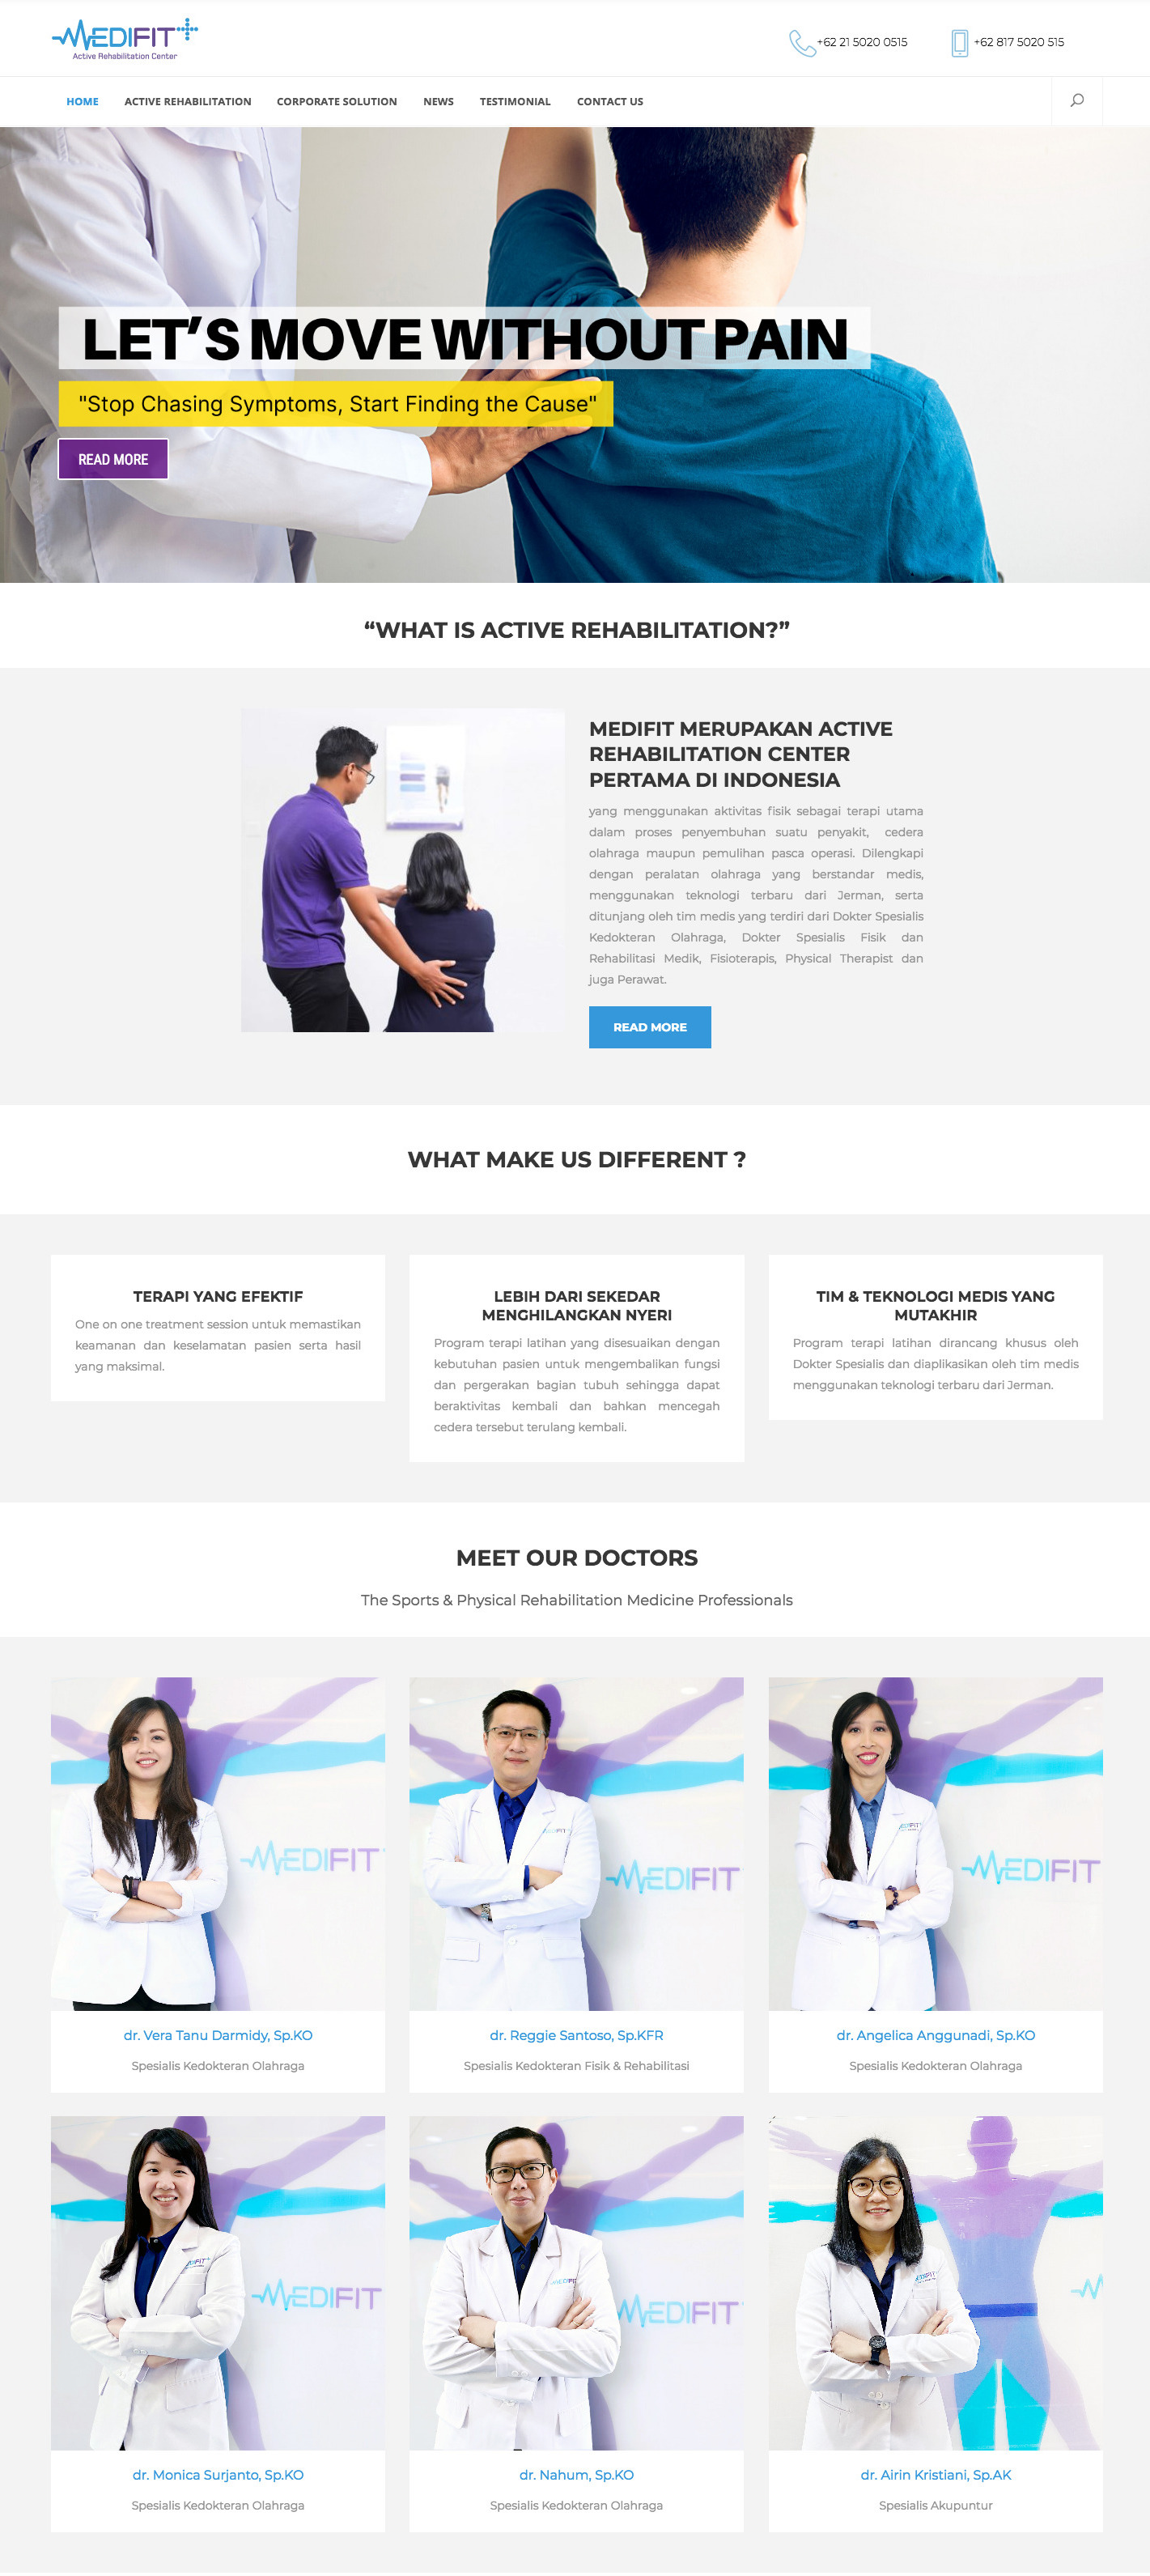 MEDIFIT
Active Rehabilitation Center
+62 21 5020 0515
+62 817 5020 515
HOME ACTIVE REHABILITATION CORPORATE SOLUTION NEWS TESTIMONIAL CONTACT US
LET'S MOVE WITHOUT PAIN
"Stop Chasing Symptoms, Start Finding the Cause"
READ MORE
“WHAT IS ACTIVE REHABILITATION?”
MEDIFIT MERUPAKAN ACTIVE
REHABILITATION CENTER
PERTAMA DI INDONESIA
yang menggunakan aktivitas fisik sebagai terapi utama
dalam proses penyembuhan suatu penyakit, cedera
olahraga maupun pemulihan pasca operasi. Dilengkapi
dengan peralatan olahraga yang berstandar medis,
menggunakan teknologi terbaru dari Jerman, serta
ditunjang oleh tim medis yang terdiri dari Dokter Spesialis
Kedokteran Olahraga, Dokter Spesialis Fisik dan
Rehabilitasi Medik, Fisioterapis, Physical Therapist dan
juga Perawat.
READ MORE
WHAT MAKE US DIFFERENT ?
TERAPI YANG EFEKTIF
One on one treatment session untuk memastikan
keamanan dan keselamatan pasien serta hasil
yang maksimal.
LEBIH DARI SEKEDAR
MENGHILANGKAN NYERI
Program terapi latihan yang disesuaikan dengan
kebutuhan pasien untuk mengembalikan fungsi
dan pergerakan bagian tubuh sehingga dapat
beraktivitas kembali dan bahkan mencegah
cedera tersebut terulang kembali.
TIM & TEKNOLOGI MEDIS YANG
MUTAKHIR
Program terapi latihan dirancang khusus oleh
Dokter Spesialis dan diaplikasikan oleh tim medis
menggunakan teknologi terbaru dari Jerman.
MEET OUR DOCTORS
The Sports & Physical Rehabilitation Medicine Professionals
MEDIFIT
MEDIFIT
MEDIFIT
dr. Vera Tanu Darmidy, Sp.KO
Spesialis Kedokteran Olahraga
dr. Reggie Santoso, Sp.KFR
Spesialis Kedokteran Fisik & Rehabilitasi
dr. Angelica Anggunadi, Sp.KO
Spesialis Kedokteran Olahraga
MEDIFIT
MEDIFIT
dr. Monica Surjanto, Sp.KO
Spesialis Kedokteran Olahraga
dr. Nahum, Sp.KO
Spesialis Kedokteran Olahraga
dr. Airin Kristiani, Sp.AK
Spesialis Akupuntur